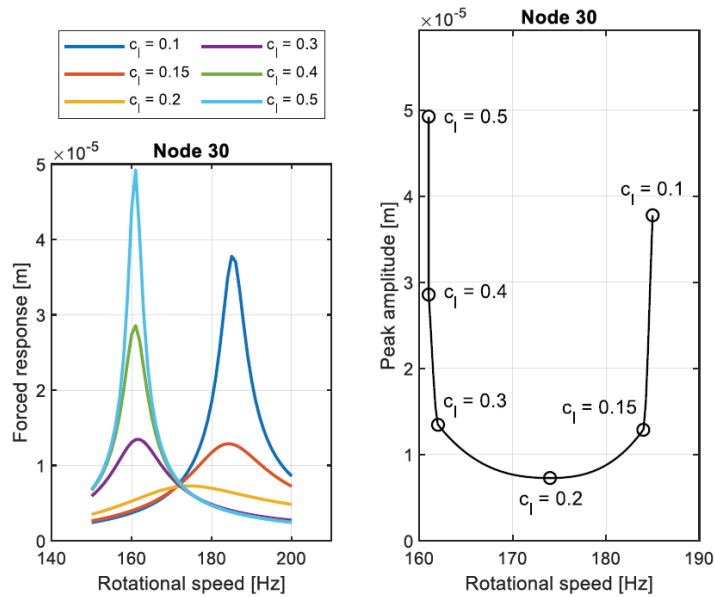 c_l = 0.1
c_l = 0.3
c_l = 0.15
c_l = 0.4
c_l = 0.2
c_l = 0.5
×10^-5
Node 30
5
4
3
2
1
0
140
160
180
200
Forced response [m]
Rotational speed [Hz]
×10^-5
Node 30
5
4
3
2
1
0
160
170
180
190
Peak amplitude [m]
Rotational speed [Hz]
c_l = 0.5
c_l = 0.1
c_l = 0.4
c_l = 0.3
c_l = 0.15
c_l = 0.2